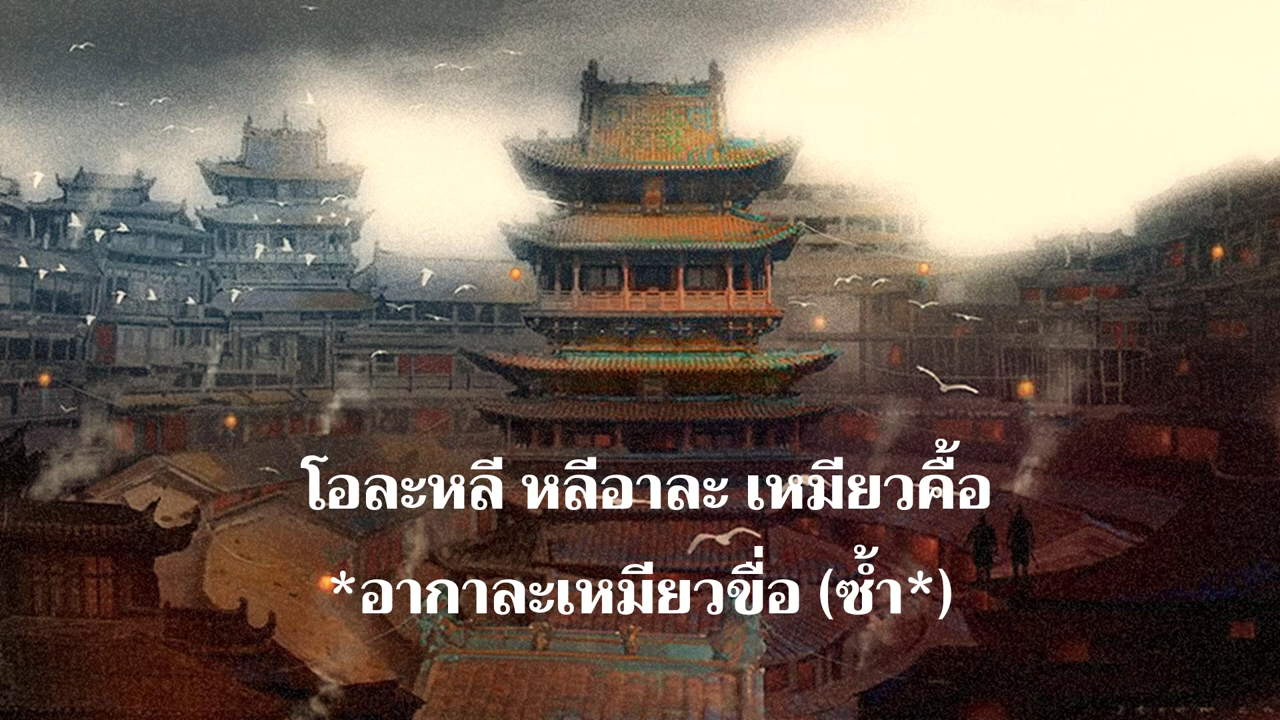 โอละหลี หลีอาละ เหมียวคื้อ
*อากาละเหมียวขื่อ (ซ้ำ*)